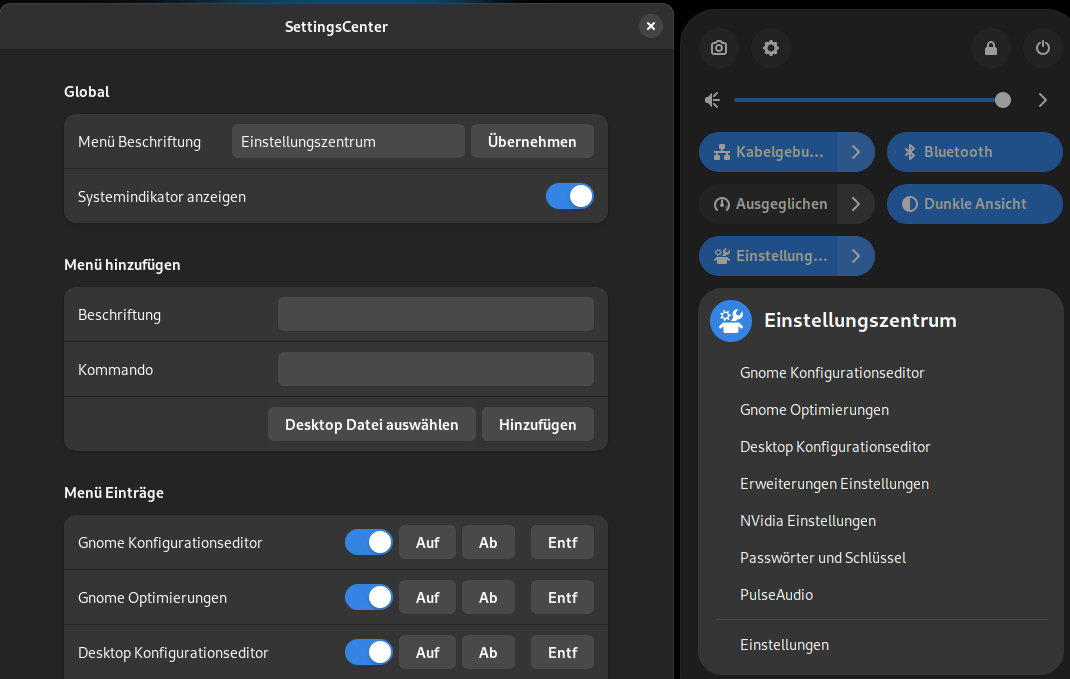 SettingsCenter
Global
Menü Beschriftung
Einstellungszentrum
Übernehmen
Systemindikator anzeigen
Menü hinzufügen
Beschriftung
Kommando
Desktop Datei auswählen
Hinzufügen
Menü Einträge
Gnome Konfigurationseditor
Auf
Ab
Entf
Gnome Optimierungen
Auf
Ab
Entf
Desktop Konfigurationseditor
Auf
Ab
Entf
Kabelgebu...
Bluetooth
Ausgeglichen
Dunkle Ansicht
Einstellung...
Einstellungszentrum
Gnome Konfigurationseditor
Gnome Optimierungen
Desktop Konfigurationseditor
Erweiterungen Einstellungen
NVidia Einstellungen
Passwörter und Schlüssel
PulseAudio
Einstellungen